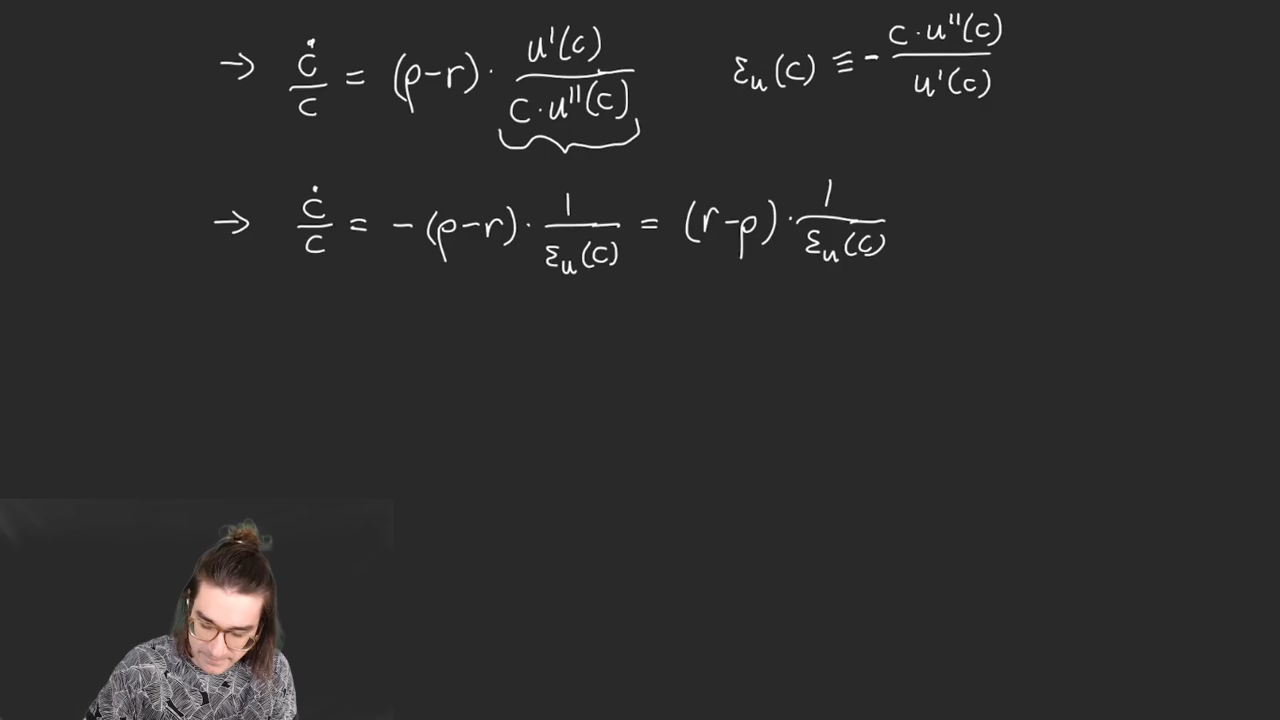 → ċ/c = (ρ-r) · u'(c)/(c · u''(c)) ε_u(c) ≡ - c · u''(c)/u'(c)
→ ċ/c = -(ρ-r) · 1/ε_u(c) = (r-ρ) · 1/ε_u(c)